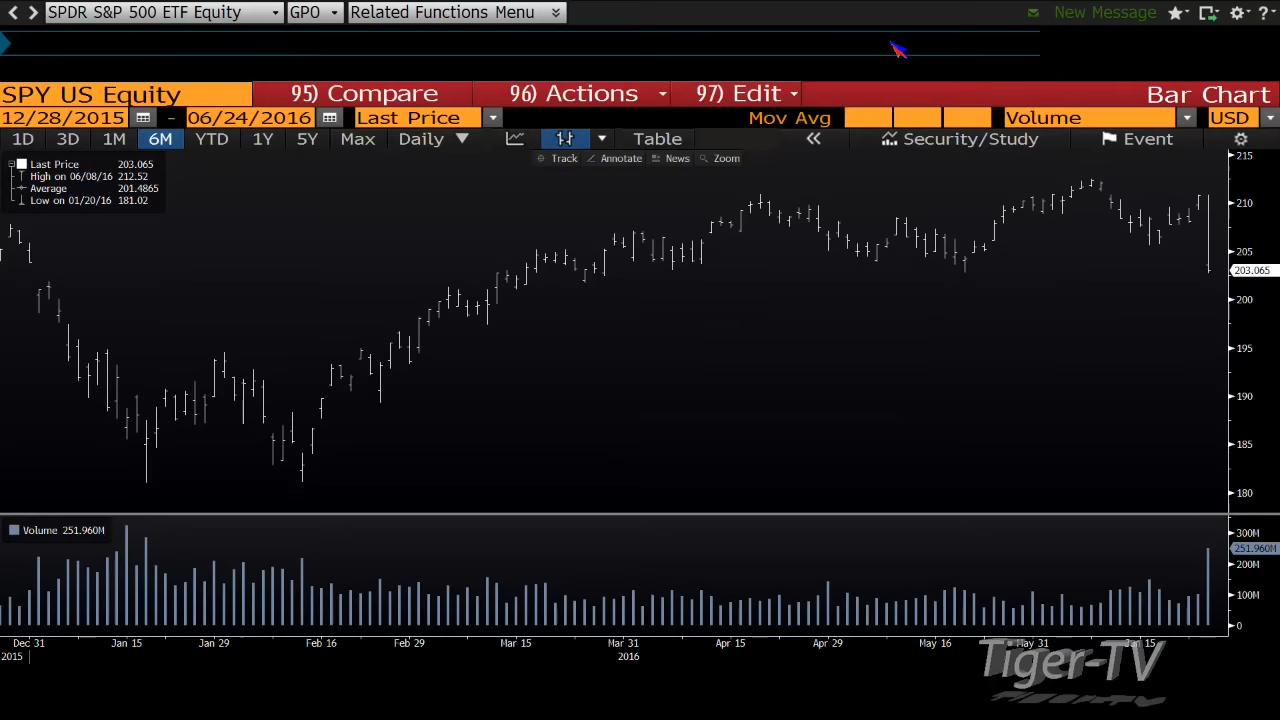 SPDR S&P 500 ETF Equity GPO Related Functions Menu New Message ?
SPY US Equity 95) Compare 96) Actions 97) Edit Bar Chart
12/28/2015 - 06/24/2016 Last Price Mov Avg Volume USD
1D 3D 1M 6M YTD 1Y 5Y Max Daily Table Security/Study Event
Track Annotate News Zoom
Last Price 203.065
High on 06/08/16 212.52
Average 201.4865
Low on 01/20/16 181.02
215
210
205
203.065
200
195
190
185
180
Volume 251.960M
300M
251.960M
200M
100M
0
Dec 31 Jan 15 Jan 29 Feb 16 Feb 29 Mar 15 Mar 31 Apr 15 Apr 29 May 16 May 31 15
2015 2016
Tiger-TV